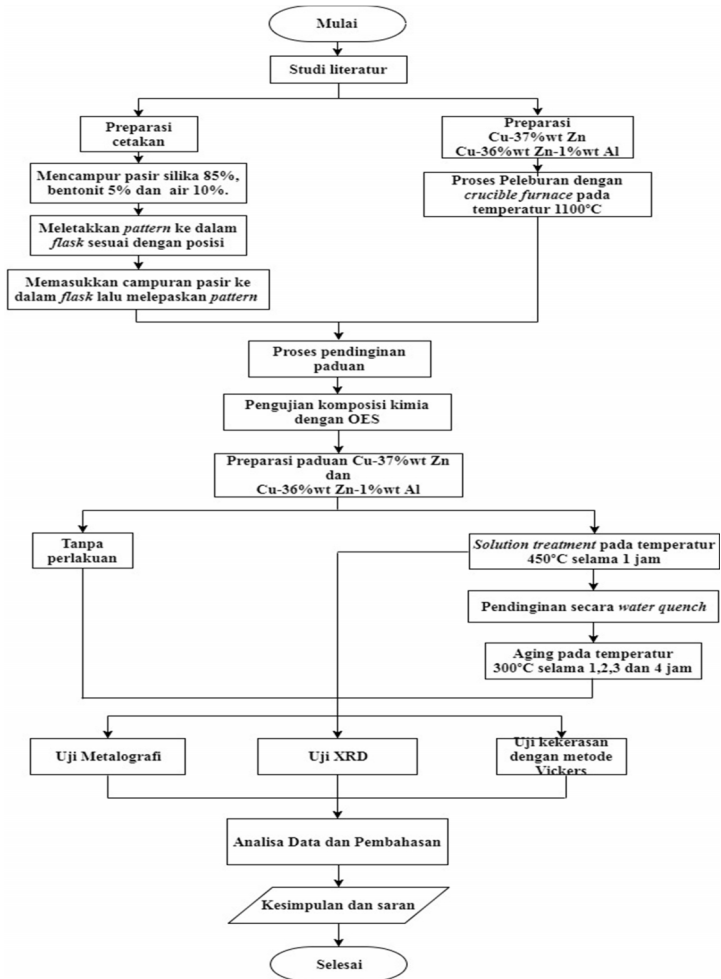 Mulai
Studi literatur
Preparasi
cetakan
Mencampur pasir silika 85%,
bentonit 5% dan air 10%.
Meletakkan pattern ke dalam
flask sesuai dengan posisi
Memasukkan campuran pasir ke
dalam flask lalu melepaskan pattern
Preparasi
Cu-37%wt Zn
Cu-36%wt Zn-1%wt Al
Proses Peleburan dengan
crucible furnace pada
temperatur 1100°C
Proses pendinginan
paduan
Pengujian komposisi kimia
dengan OES
Preparasi paduan Cu-37%wt Zn
dan
Cu-36%wt Zn-1%wt Al
Tanpa
perlakuan
Solution treatment pada temperatur
450°C selama 1 jam
Pendinginan secara water quench
Aging pada temperatur
300°C selama 1,2,3 dan 4 jam
Uji Metalografi
Uji XRD
Uji kekerasan
dengan metode
Vickers
Analisa Data dan Pembahasan
Kesimpulan dan saran
Selesai